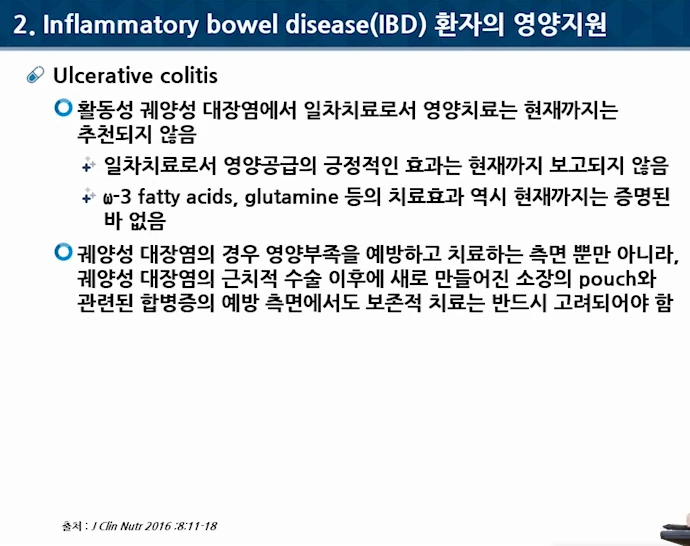 2. Inflammatory bowel disease(IBD) 환자의 영양지원
Ulcerative colitis
활동성 궤양성 대장염에서 일차치료로서 영양치료는 현재까지는
추천되지 않음
일차치료로서 영양공급의 긍정적인 효과는 현재까지 보고되지 않음
ω-3 fatty acids, glutamine 등의 치료효과 역시 현재까지는 증명된
바 없음
궤양성 대장염의 경우 영양부족을 예방하고 치료하는 측면 뿐만 아니라,
궤양성 대장염의 근치적 수술 이후에 새로 만들어진 소장의 pouch와
관련된 합병증의 예방 측면에서도 보존적 치료는 반드시 고려되어야 함
출처 : J Clin Nutr 2016 :8:11-18